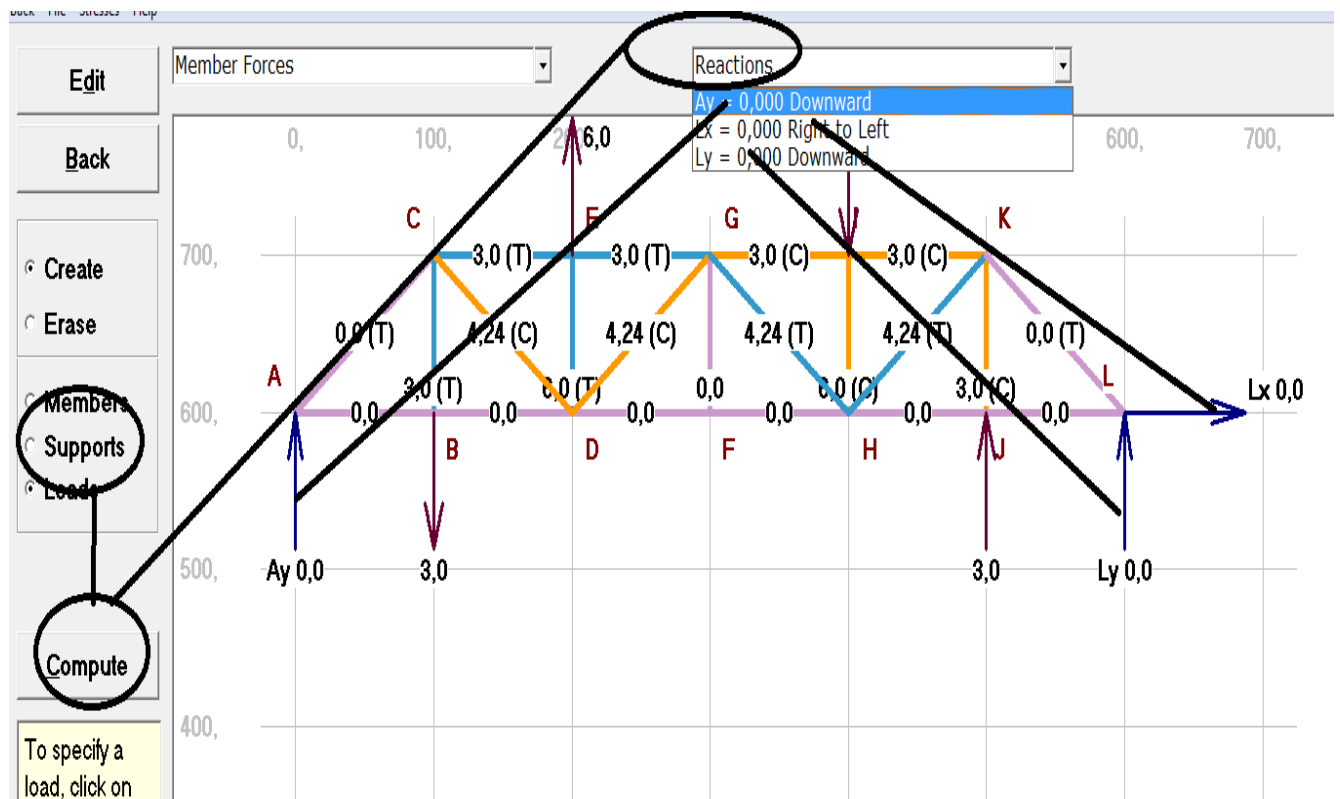 Back File Stresses Help
Edit
Member Forces
Reactions
Ay = 0,000 Downward
Lx = 0,000 Right to Left
Ly = 0,000 Downward
Back
0,
100,
6,0
600,
700,
C
E
G
K
700,
3,0 (T)
3,0 (T)
3,0 (C)
3,0 (C)
Create
Erase
0,0 (T)
4,24 (C)
4,24 (C)
4,24 (T)
4,24 (T)
0,0 (T)
A
L
3,0 (T)
6,0 (T)
0,0
6,0 (C)
3,0 (C)
Lx 0,0
Members
600,
0,0
0,0
0,0
0,0
0,0
0,0
Supports
B
D
F
H
J
Loads
500,
Ay 0,0
3,0
3,0
Ly 0,0
Compute
400,
To specify a
load, click on